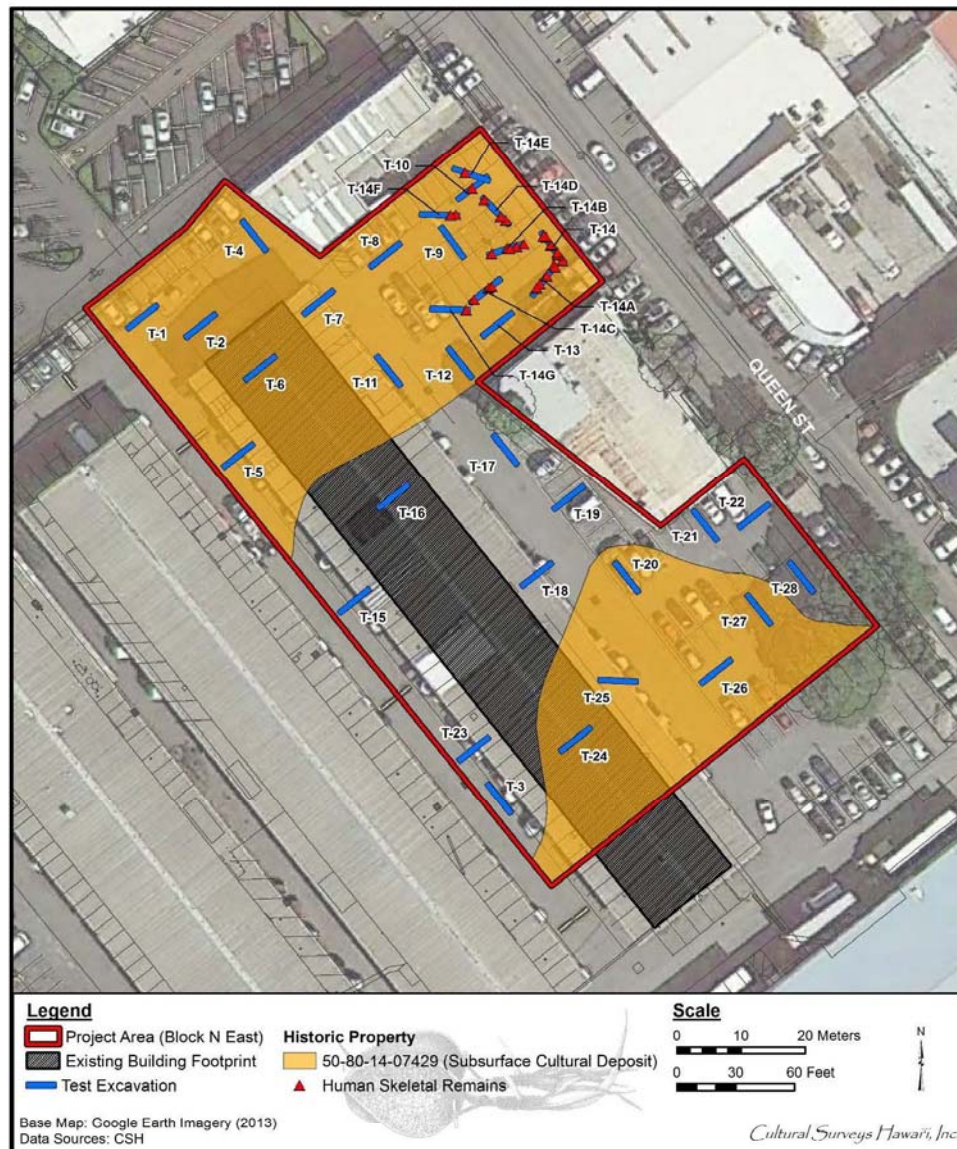 T-14E
T-10
T-14F
T-14D
T-14B
T-4
T-8
T-9
T-14
T-14A
T-1
T-2
T-7
T-14C
T-13
T-6
T-11
T-12
T-14G
QUEEN ST
T-5
T-17
T-16
T-19
T-22
T-21
T-20
T-18
T-28
T-15
T-27
T-25
T-26
T-23
T-24
T-3
Legend
Project Area (Block N East)
Existing Building Footprint
Test Excavation
Historic Property
50-80-14-07429 (Subsurface Cultural Deposit)
Human Skeletal Remains
Scale
0 10 20 Meters
0 30 60 Feet
N
Base Map: Google Earth Imagery (2013)
Data Sources: CSH
Cultural Surveys Hawai'i, Inc.